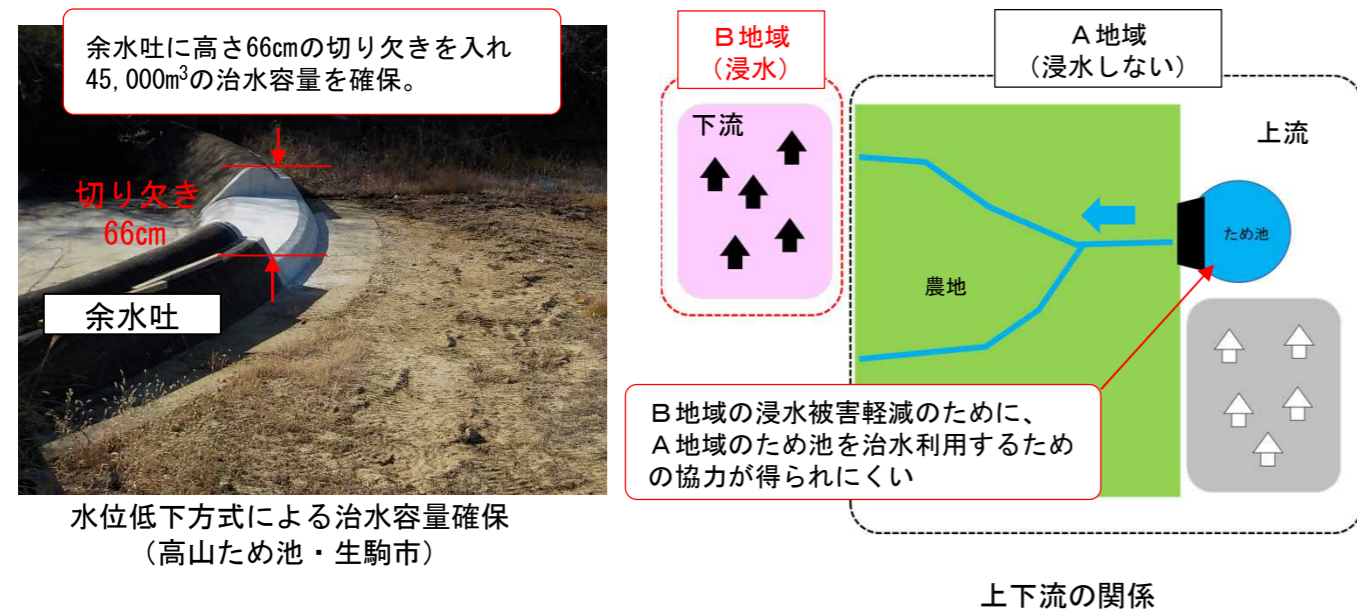 余水吐に高さ66cmの切り欠きを入れ
45,000m³の治水容量を確保。
切り欠き
66cm
余水吐
水位低下方式による治水容量確保
（高山ため池・生駒市）
B地域
（浸水）
A地域
（浸水しない）
下流
上流
ため池
農地
B地域の浸水被害軽減のために、
A地域のため池を治水利用するため
の協力が得られにくい
上下流の関係